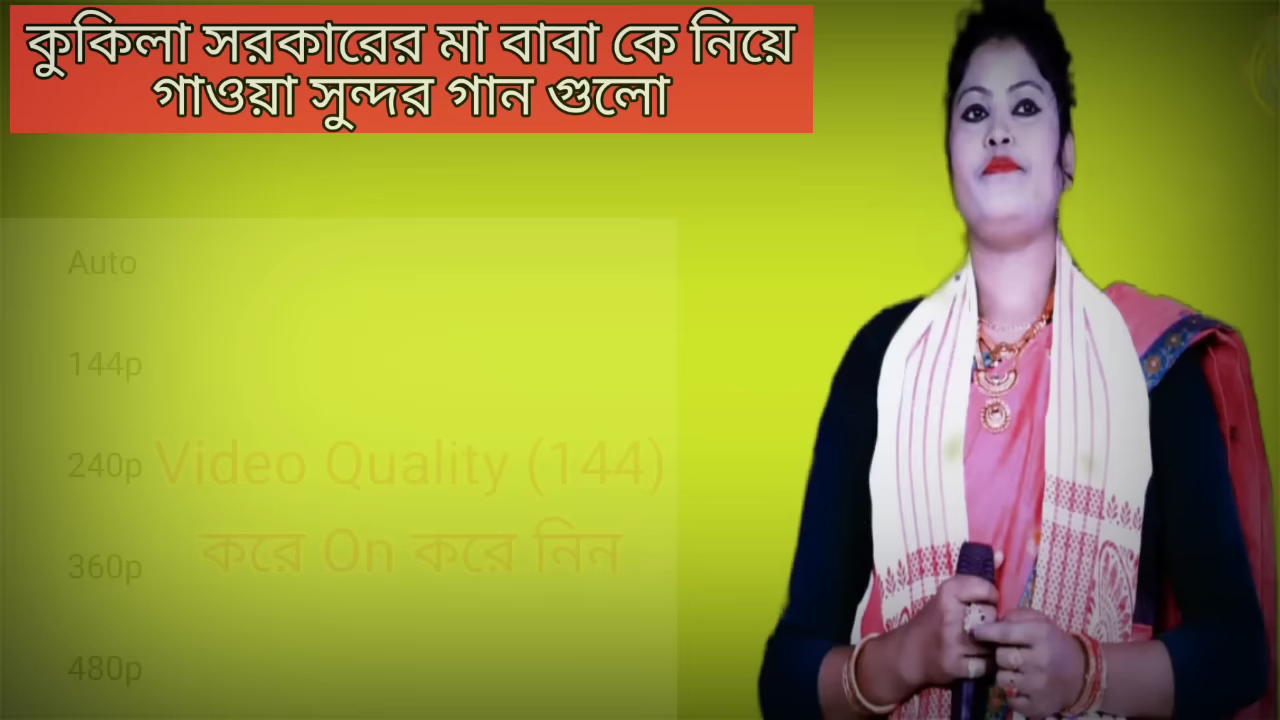 কুকিলা সরকারের মা বাবা কে নিয়ে
গাওয়া সুন্দর গান গুলো
Auto
144p
240p
Video Quality (144)
করে On করে নিন
360p
480p